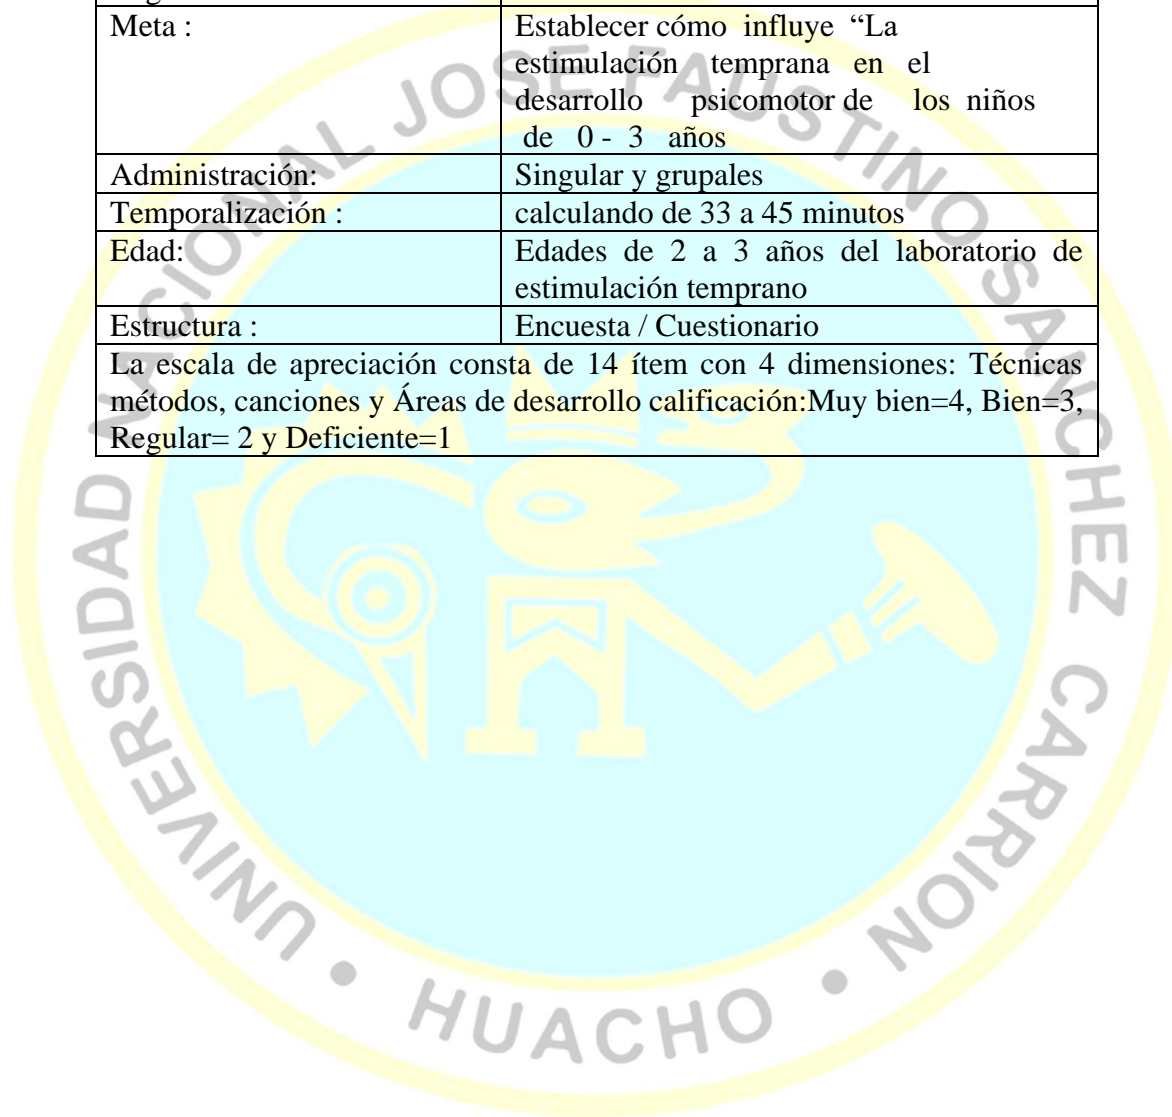 Meta :
Establecer cómo influye “La
estimulación temprana en el
desarrollo psicomotor de los niños
de 0 - 3 años
Administración:
Singular y grupales
Temporalización :
calculando de 33 a 45 minutos
Edad:
Edades de 2 a 3 años del laboratorio de
estimulación temprano
Estructura :
Encuesta / Cuestionario
La escala de apreciación consta de 14 ítem con 4 dimensiones: Técnicas
métodos, canciones y Áreas de desarrollo calificación:Muy bien=4, Bien=3,
Regular= 2 y Deficiente=1
UNIVERSIDAD NACIONAL JOSE FAUSTINO SANCHEZ CARRION
• HUACHO •